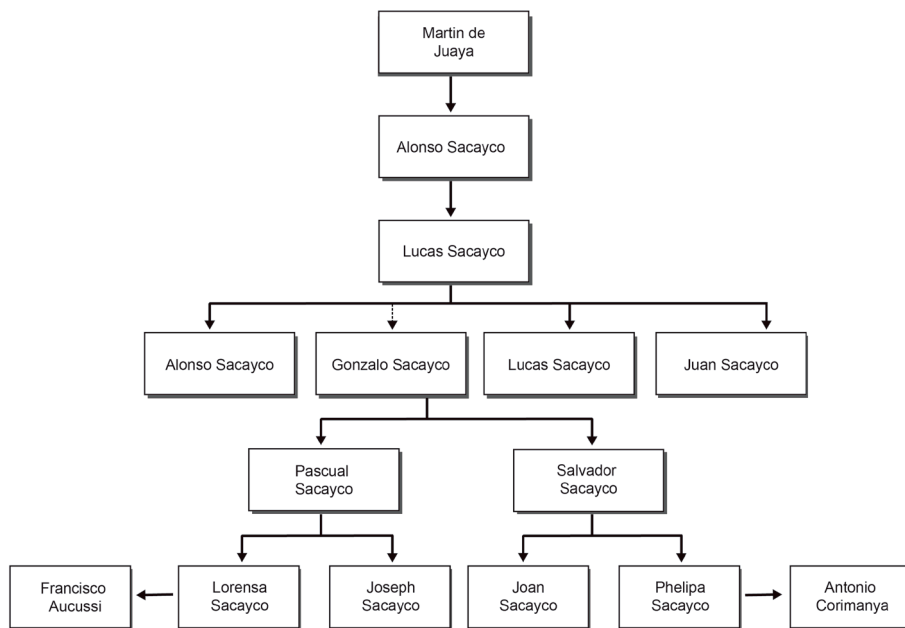 Martin de
Juaya
Alonso Sacayco
Lucas Sacayco
Alonso Sacayco
Gonzalo Sacayco
Lucas Sacayco
Juan Sacayco
Pascual
Sacayco
Salvador
Sacayco
Francisco
Aucussi
Lorensa
Sacayco
Joseph
Sacayco
Joan
Sacayco
Phelipa
Sacayco
Antonio
Corimanya